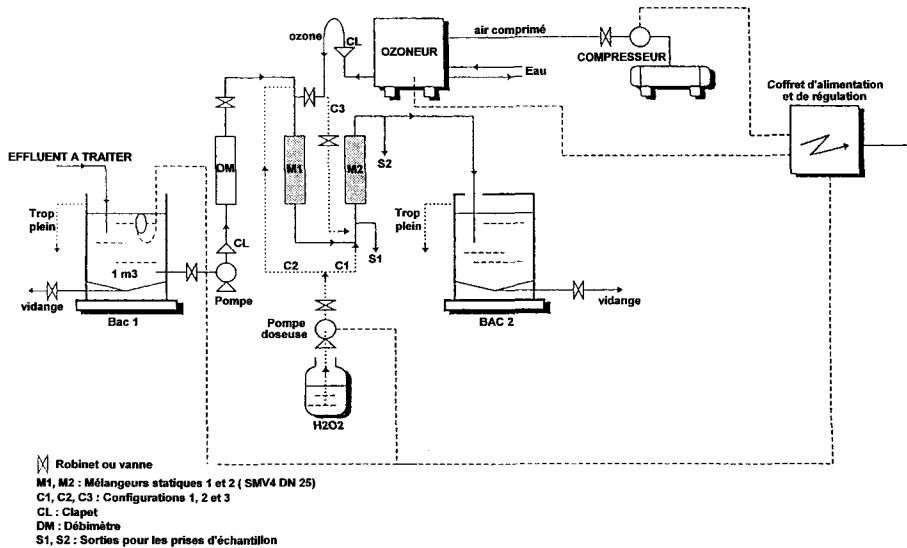 ozone
CL
OZONEUR
air comprimé
Eau
COMPRESSEUR
Coffret d'alimentation
et de régulation
C3
EFFLUENT A TRAITER
DM
M1
M2
S2
Trop
plein
Trop
plein
CL
C2
C1
S1
1 m3
Pompe
vidange
Bac 1
vidange
BAC 2
Pompe
doseuse
H2O2
Robinet ou vanne
M1, M2 : Mélangeurs statiques 1 et 2 ( SMV4 DN 25)
C1, C2, C3 : Configurations 1, 2 et 3
CL : Clapet
DM : Débimètre
S1, S2 : Sorties pour les prises d'échantillon